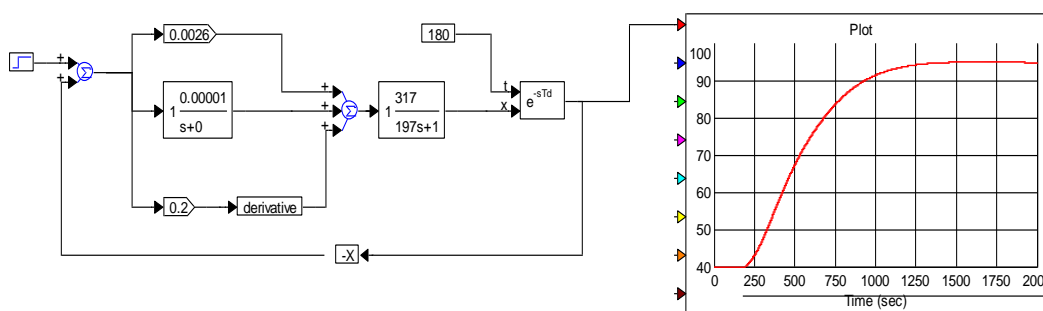 0.0026
180
Plot
+
+
Σ
1 0.00001
s+0
+
+
+
Σ
1 317
197s+1
t
x
e-sTd
0.2
derivative
-X
100
90
80
70
60
50
40
0 250 500 750 1000 1250 1500 1750 200
Time (sec)